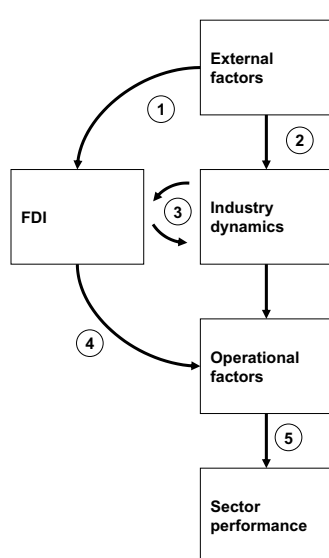 External
factors
1
2
FDI
3
Industry
dynamics
4
Operational
factors
5
Sector
performance